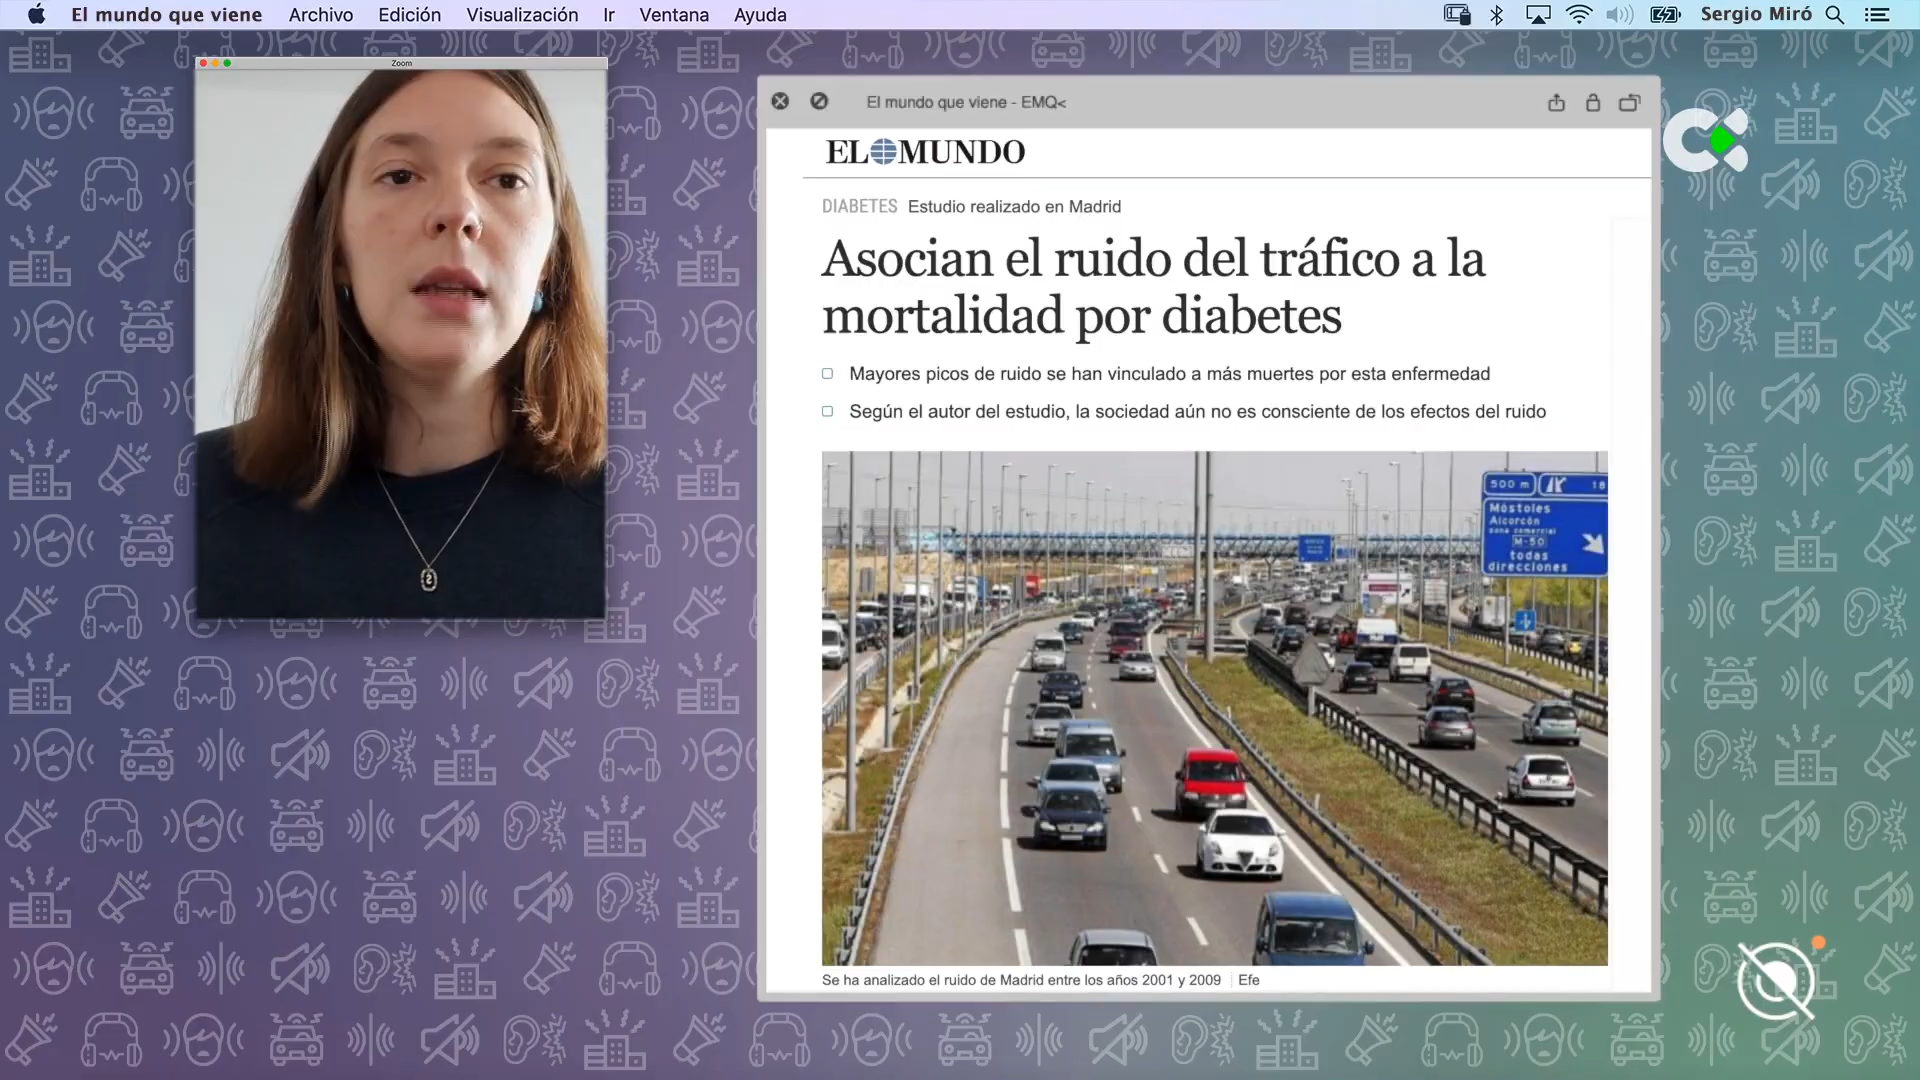 El mundo que viene Archivo Edición Visualización Ir Ventana Ayuda
Sergio Miró
Zoom
El mundo que viene - EMQ<
EL MUNDO
DIABETES Estudio realizado en Madrid
Asocian el ruido del tráfico a la
mortalidad por diabetes
Mayores picos de ruido se han vinculado a más muertes por esta enfermedad
Según el autor del estudio, la sociedad aún no es consciente de los efectos del ruido
500 m 18
Móstoles
Alcorcón
zona comercial
M-50
todas
direcciones
Se ha analizado el ruido de Madrid entre los años 2001 y 2009 Efe